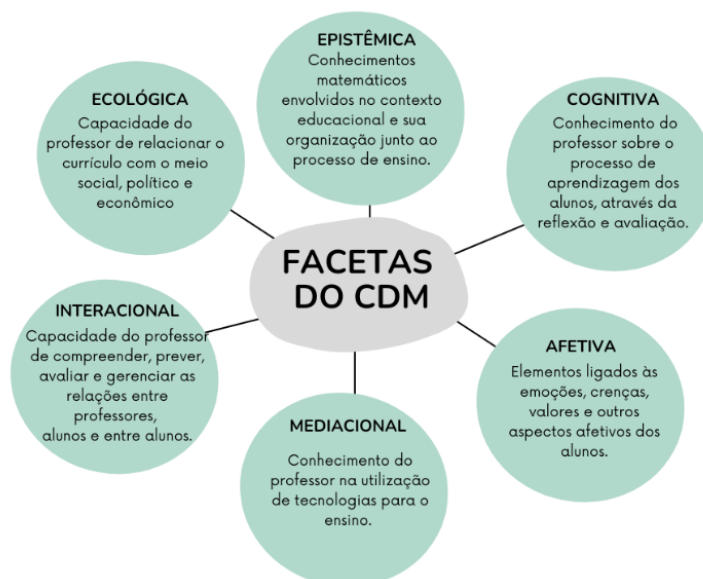 EPISTÊMICA
Conhecimentos
matemáticos
envolvidos no contexto
educacional e sua
organização junto ao
processo de ensino.
ECOLÓGICA
Capacidade do
professor de relacionar o
currículo com o meio
social, político e
econômico
COGNITIVA
Conhecimento do
professor sobre o
processo de
aprendizagem dos
alunos, através da
reflexão e avaliação.
FACETAS
DO CDM
INTERACIONAL
Capacidade do professor
de compreender, prever,
avaliar e gerenciar as
relações entre
professores,
alunos e entre alunos.
AFETIVA
Elementos ligados às
emoções, crenças,
valores e outros
aspectos afetivos dos
alunos.
MEDIACIONAL
Conhecimento do
professor na utilização
de tecnologias para o
ensino.